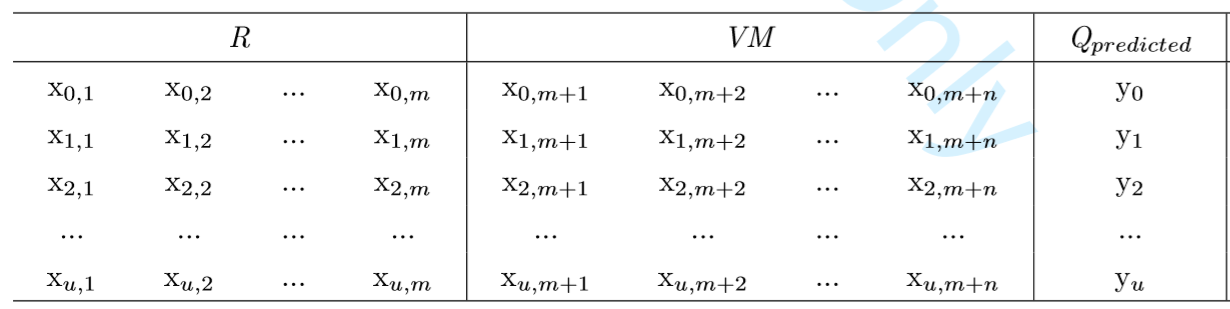 R VM Q_predicted
x_{0,1} x_{0,2} ... x_{0,m} x_{0,m+1} x_{0,m+2} ... x_{0,m+n} y_0
x_{1,1} x_{1,2} ... x_{1,m} x_{1,m+1} x_{1,m+2} ... x_{1,m+n} y_1
x_{2,1} x_{2,2} ... x_{2,m} x_{2,m+1} x_{2,m+2} ... x_{2,m+n} y_2
... ... ... ... ... ... ... ... ...
x_{u,1} x_{u,2} ... x_{u,m} x_{u,m+1} x_{u,m+2} ... x_{u,m+n} y_u
only